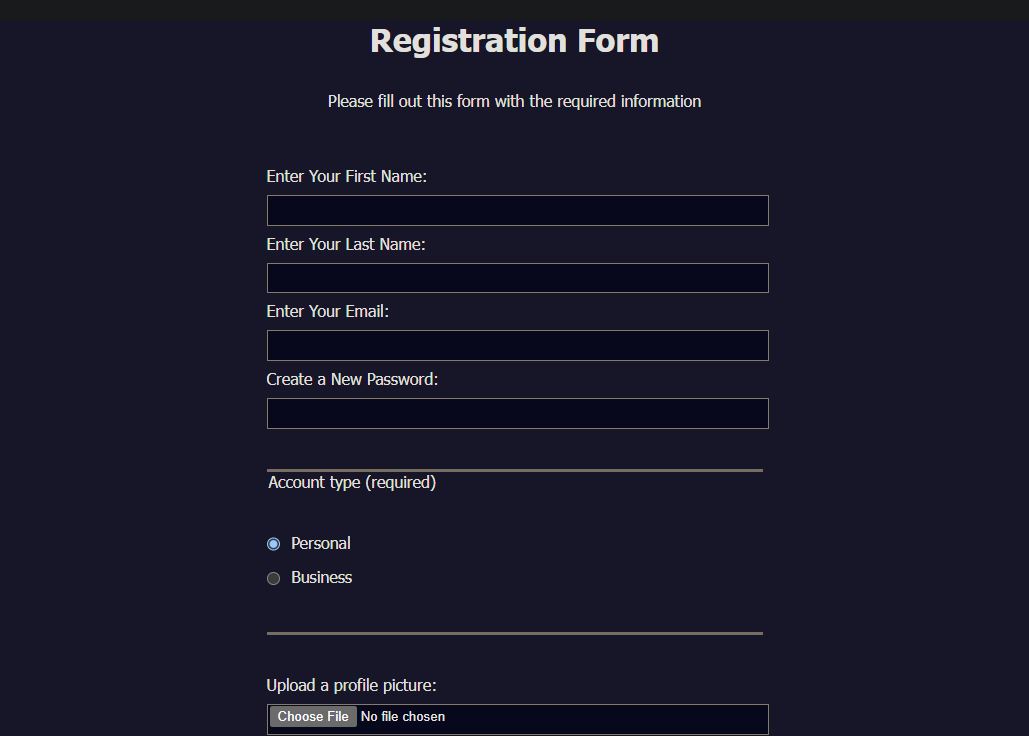 Registration Form
Please fill out this form with the required information
Enter Your First Name:
Enter Your Last Name:
Enter Your Email:
Create a New Password:
Account type (required)
Personal
Business
Upload a profile picture:
Choose File No file chosen